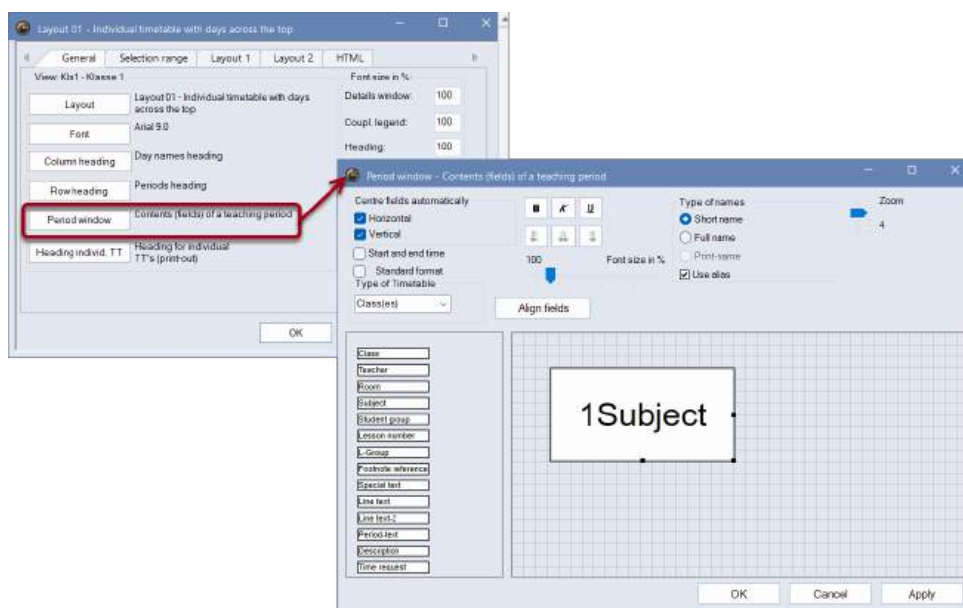 Layout 01 - Individual timetable with days across the top
General Selection range Layout 1 Layout 2 HTML
View: Kla1 - Klasse 1
Layout
Layout 01 - Individual timetable with days
across the top
Font
Arial 9.0
Column heading
Day names heading
Row heading
Periods heading
Period window
Contents (fields) of a teaching period
Heading individ. TT
Heading for individual
TT's (print-out)
Font size in %:
Details window: 100
Coupl. legend: 100
Heading: 100
OK
Period window - Contents (fields) of a teaching period
Centre fields automatically
Horizontal
Vertical
Start and end time
Standard format
Type of Timetable
Class(es)
B K U
100 Font size in %
Align fields
Type of names
Short name
Full name
Print-name
Use alias
Zoom
4
Class
Teacher
Room
Subject
Student group
Lesson number
L-Group
Footnote reference
Special text
Line text
Line text-2
Period-text
Description
Time request
1Subject
OK Cancel Apply